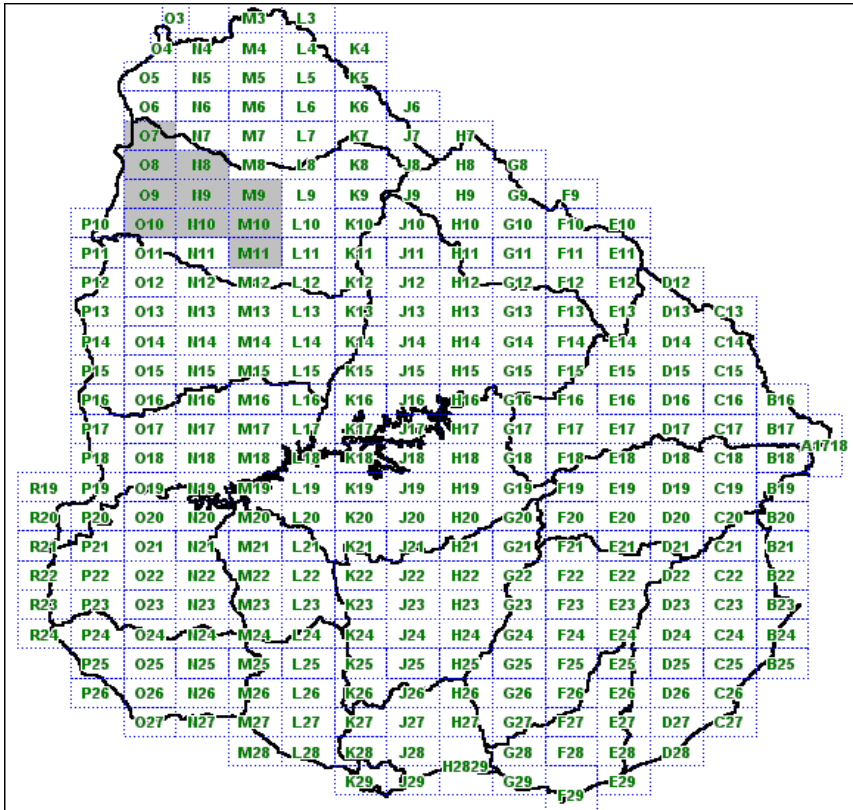 O3 M3 L3
O4 N4 M4 L4 K4
O5 N5 M5 L5 K5
O6 N6 M6 L6 K6 J6
O7 N7 M7 L7 K7 J7 H7
O8 N8 M8 L8 K8 J8 H8 G8
O9 N9 M9 L9 K9 J9 H9 G9 F9
P10 O10 N10 M10 L10 K10 J10 H10 G10 F10 E10
P11 O11 N11 M11 L11 K11 J11 H11 G11 F11 E11
P12 O12 N12 M12 L12 K12 J12 H12 G12 F12 E12 D12
P13 O13 N13 M13 L13 K13 J13 H13 G13 F13 E13 D13 C13
P14 O14 N14 M14 L14 K14 J14 H14 G14 F14 E14 D14 C14
P15 O15 N15 M15 L15 K15 J15 H15 G15 F15 E15 D15 C15
P16 O16 N16 M16 L16 K16 J16 H16 G16 F16 E16 D16 C16 B16
P17 O17 N17 M17 L17 K17 J17 H17 G17 F17 E17 D17 C17 B17
A1718
P18 O18 N18 M18 L18 K18 J18 H18 G18 F18 E18 D18 C18 B18
R19 P19 O19 N19 M19 L19 K19 J19 H19 G19 F19 E19 D19 C19 B19
R20 P20 O20 N20 M20 L20 K20 J20 H20 G20 F20 E20 D20 C20 B20
R21 P21 O21 N21 M21 L21 K21 J21 H21 G21 F21 E21 D21 C21 B21
R22 P22 O22 N22 M22 L22 K22 J22 H22 G22 F22 E22 D22 C22 B22
R23 P23 O23 N23 M23 L23 K23 J23 H23 G23 F23 E23 D23 C23 B23
R24 P24 O24 N24 M24 L24 K24 J24 H24 G24 F24 E24 D24 C24 B24
P25 O25 N25 M25 L25 K25 J25 H25 G25 F25 E25 D25 C25 B25
P26 O26 N26 M26 L26 K26 J26 H26 G26 F26 E26 D26 C26
O27 N27 M27 L27 K27 J27 H27 G27 F27 E27 D27 C27
M28 L28 K28 J28 H2829 G28 F28 E28 D28
K29 J29 G29 F29 E29